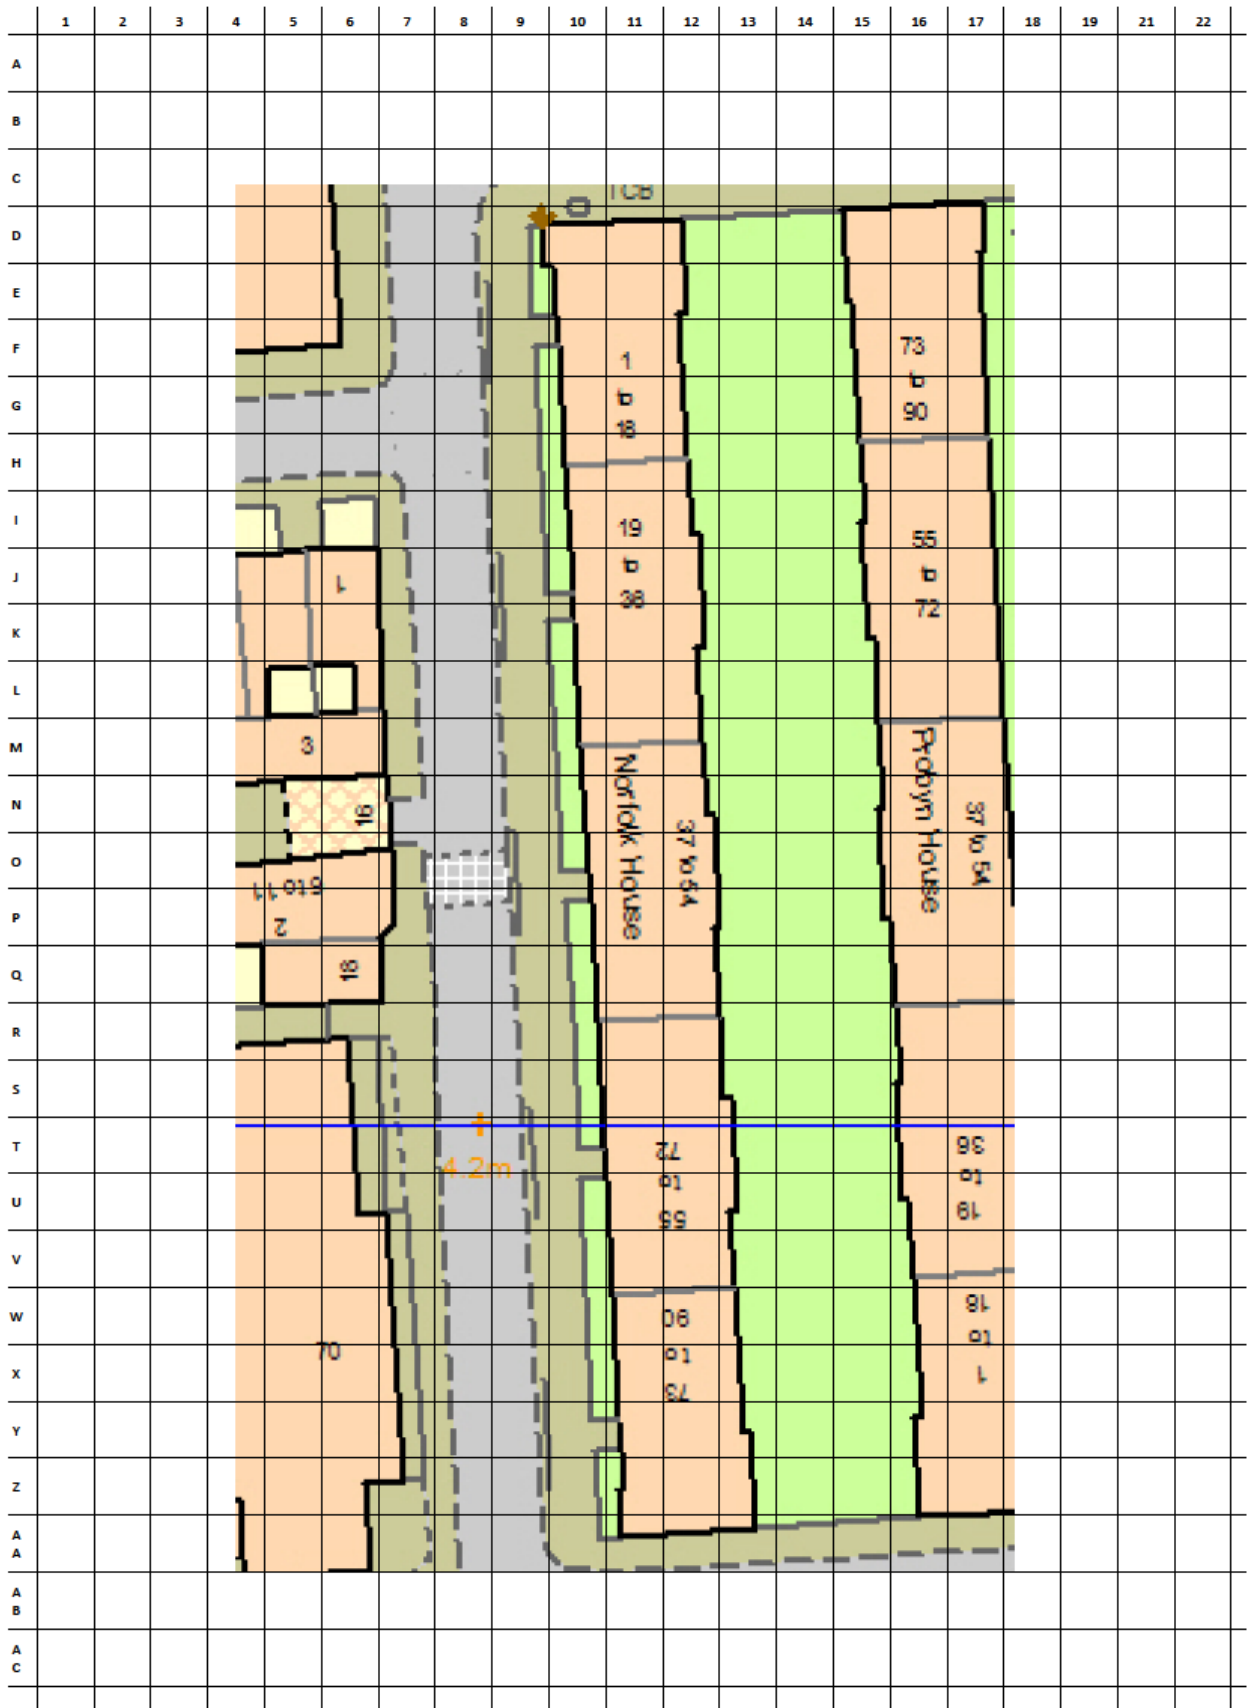 1 2 3 4 5 6 7 8 9 10 11 12 13 14 15 16 17 18 19 21 22
A
B
C
TCB
D
E
F
1
to
18
73
to
90
G
H
I
19
to
36
55
to
72
J
1
K
L
M
3
Norfolk House
37 to 54
Probyn House
37 to 54
N
16
O
6 to 11
P
2
Q
18
R
S
T
4.2m
72
to
55
36
to
19
U
V
W
90
to
73
18
to
1
X
70
Y
Z
A
A
A
B
A
C